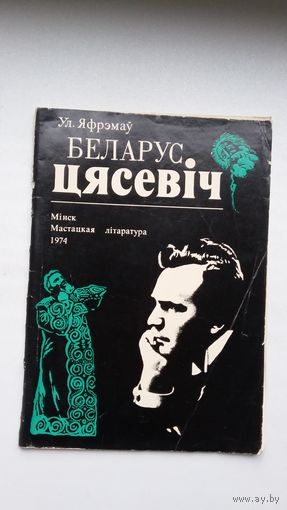 Ул. Яфрэмаў
БЕЛАРУС
ЦЯСЕВІЧ
Мінск
Мастацкая літаратура
1974
www.ay.by